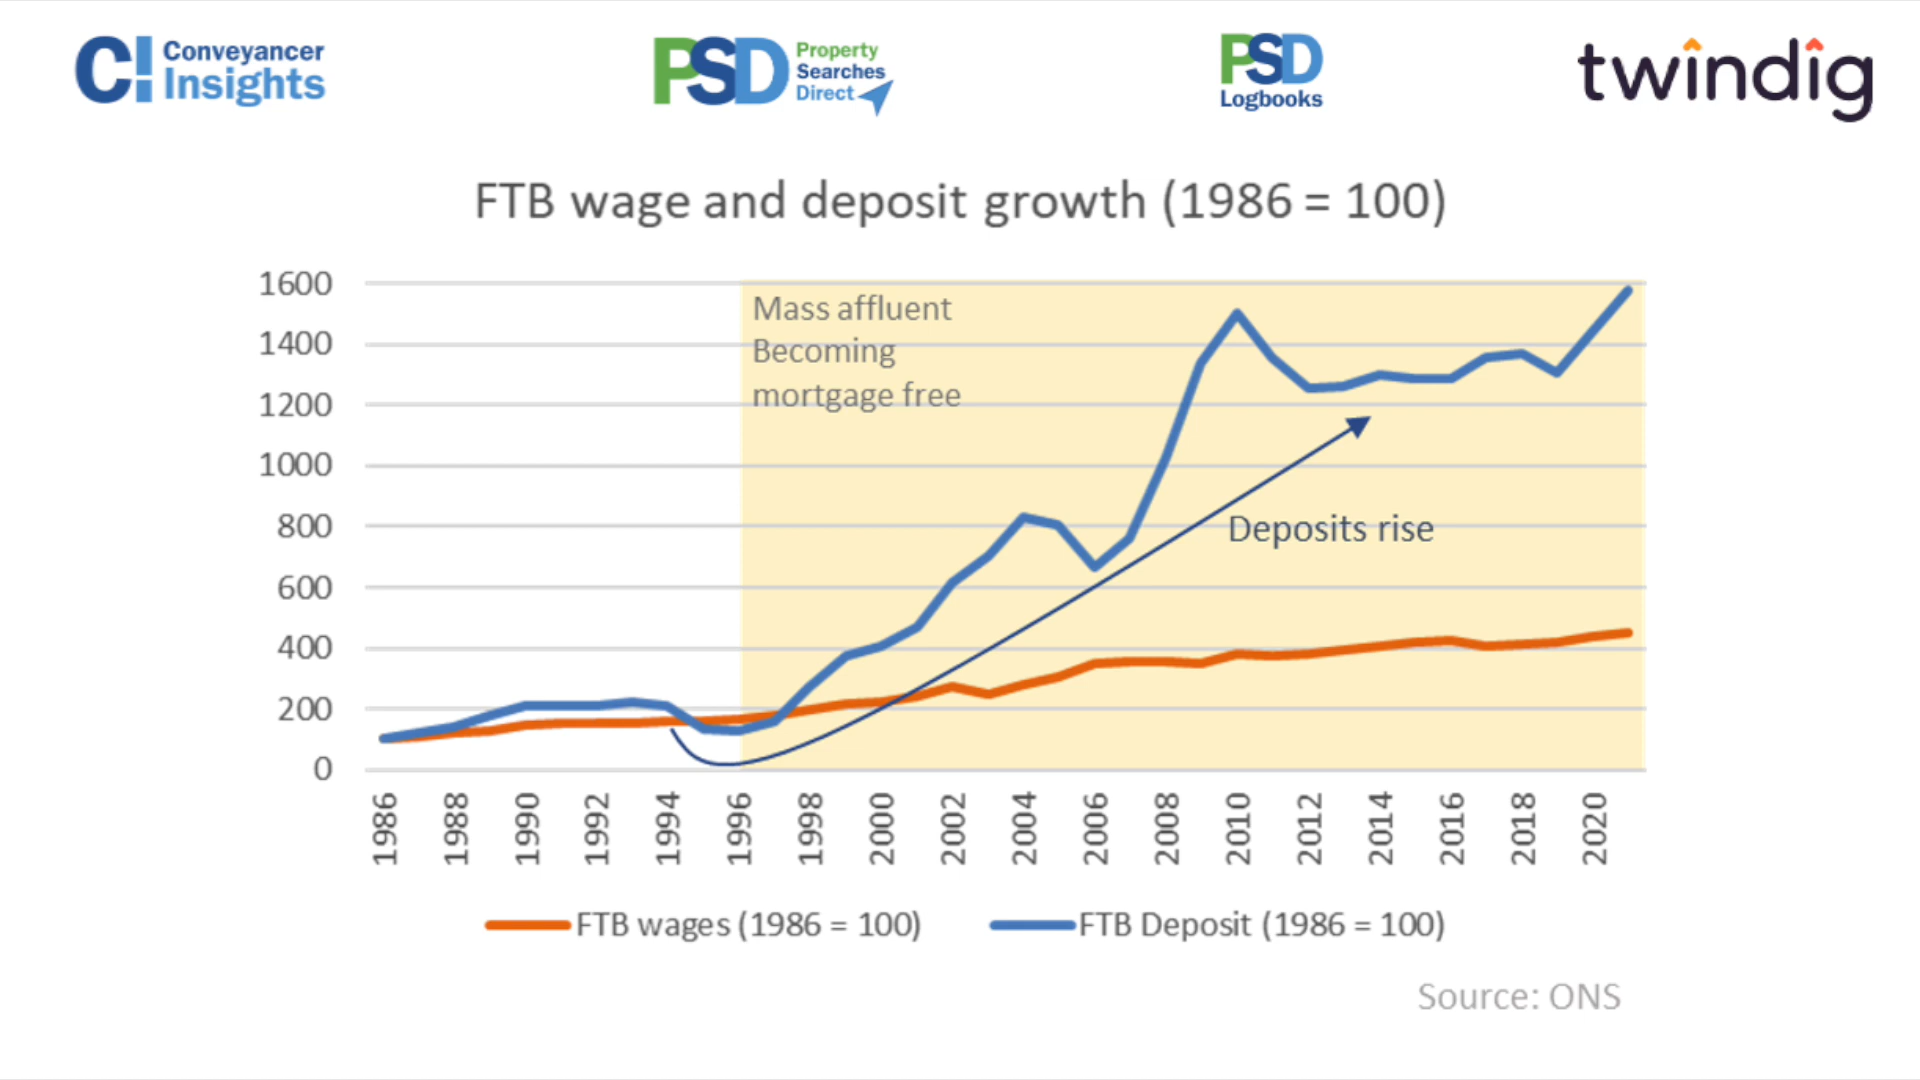 C! Conveyancer
Insights
PSD Property
Searches
Direct
PSD
Logbooks
twindig
FTB wage and deposit growth (1986 = 100)
1600
1400
1200
1000
800
600
400
200
0
Mass affluent
Becoming
mortgage free
Deposits rise
1986
1988
1990
1992
1994
1996
1998
2000
2002
2004
2006
2008
2010
2012
2014
2016
2018
2020
FTB wages (1986 = 100)
FTB Deposit (1986 = 100)
Source: ONS